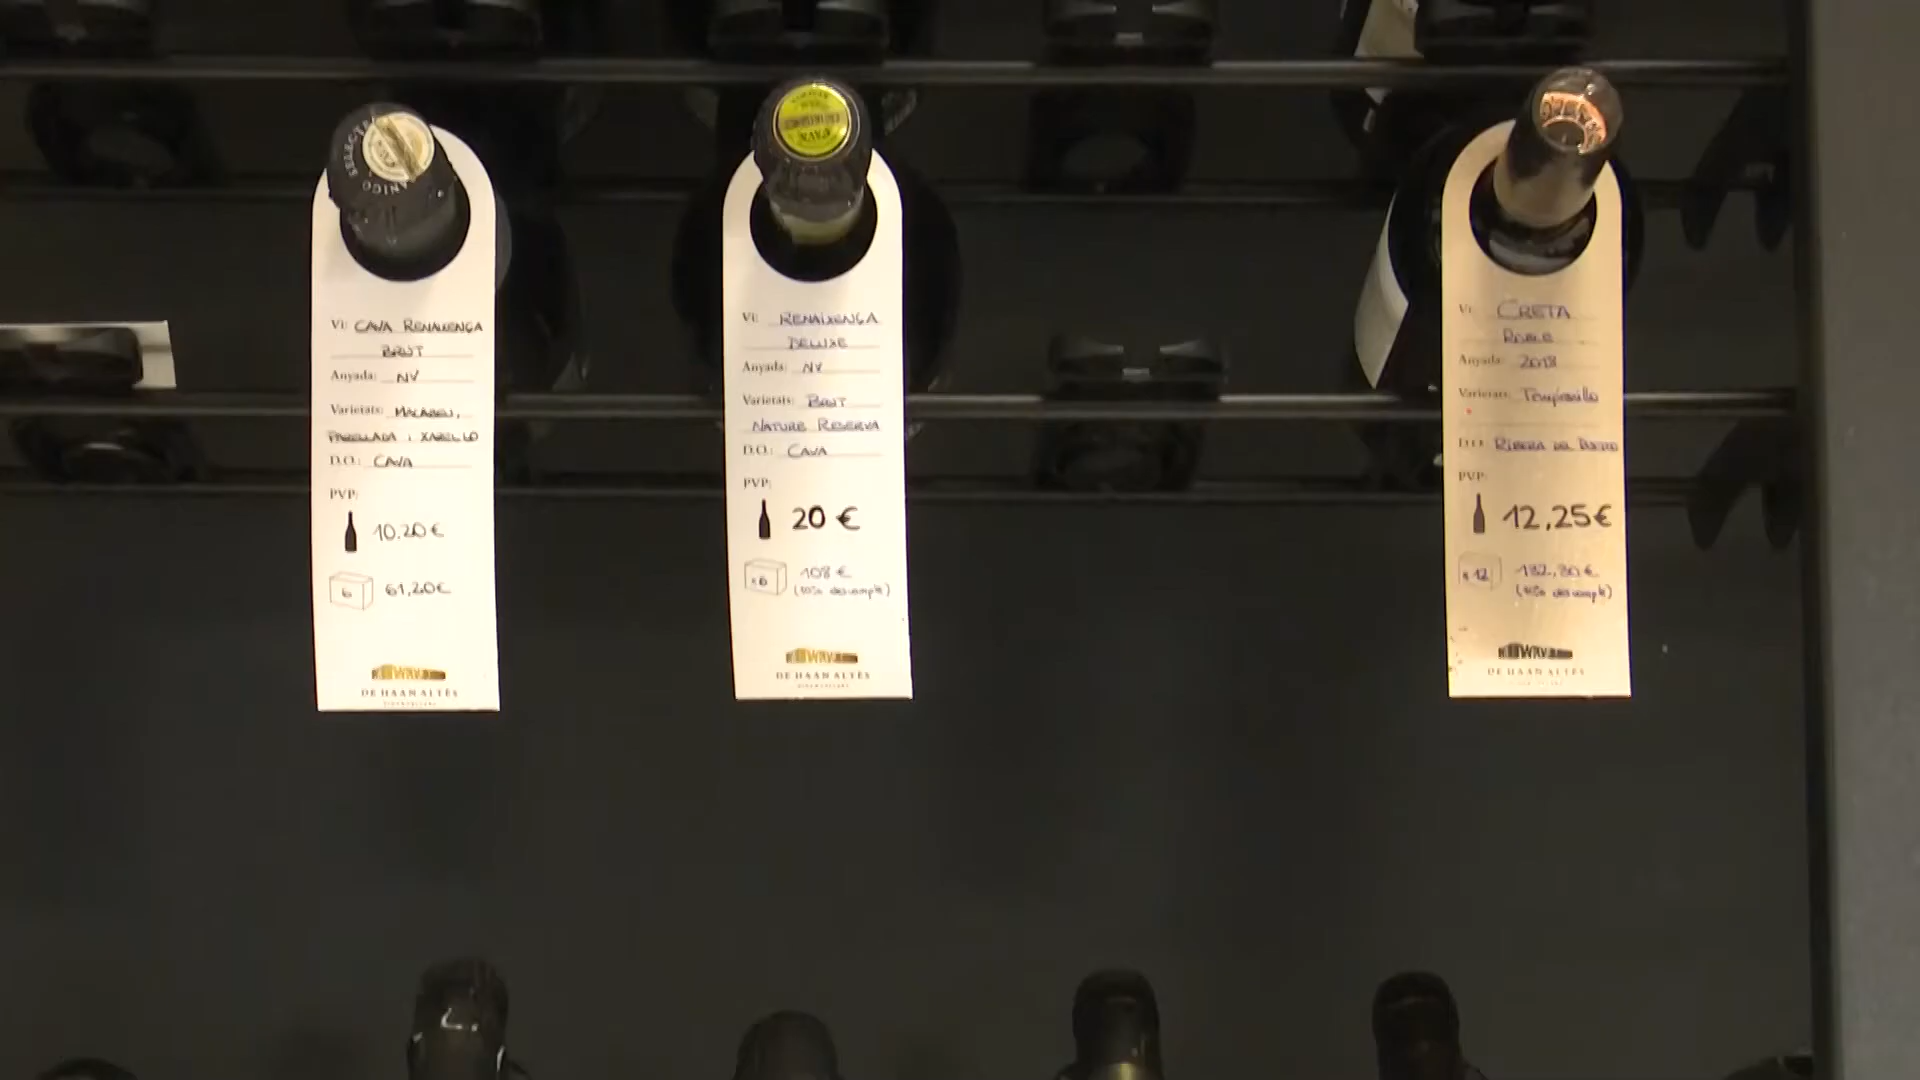 Vi: CAVA RENAIXENÇA
BRUT
Anyada: NV
Varietats: MACABEU,
PARELLADA i XAREL·LO
D.O.: CAVA
PVP:
10.20 €
6
61,20€
DE HAAN ALTÉS
Vi: RENAIXENÇA
DELUXE
Anyada: NV
Varietats: BRUT
NATURE RESERVA
D.O.: CAVA
PVP:
20 €
x6
108 €
(10% descompte)
DE HAAN ALTÉS
Vi: CRETA
ROBLE
Anyada: 2018
Varietats: Tempranillo
D.O: RIBERA DEL DUERO
PVP:
12,25€
x12
132,30€
(10% descompte)
DE HAAN ALTÉS